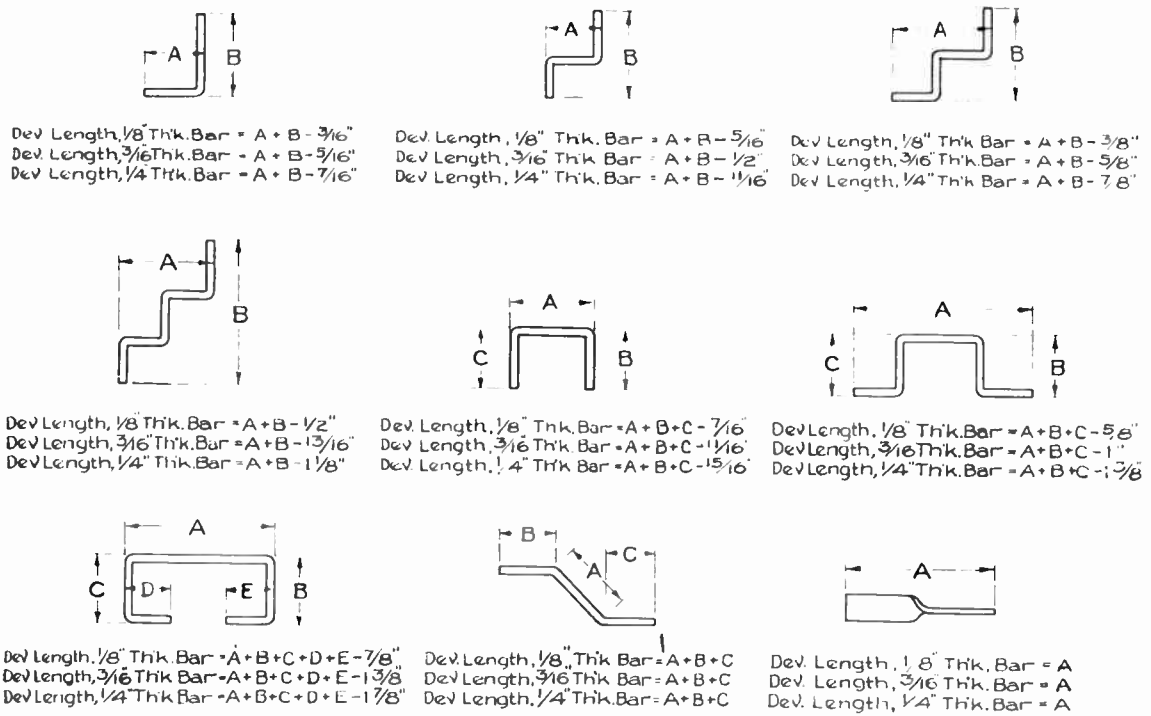 A
B
A
B
A
B
Dev Length, 1/8" Th'k. Bar = A + B - 3/16"
Dev. Length, 3/16" Th'k. Bar = A + B - 5/16"
Dev Length, 1/4" Th'k. Bar = A + B - 7/16"
Dev. Length, 1/8" Th'k. Bar = A + B - 5/16"
Dev Length, 3/16" Th'k Bar = A + B - 1/2"
Dev Length, 1/4" Th'k. Bar = A + B - 11/16"
Dev Length, 1/8" Th'k Bar = A + B - 3/8"
Dev Length, 3/16" Th'k Bar = A + B - 5/8"
Dev Length, 1/4" Th'k Bar = A + B - 7/8"
A
B
A
C
B
A
C
B
Dev Length, 1/8" Th'k. Bar = A + B - 1/2"
Dev Length, 3/16" Th'k Bar = A + B - 13/16"
Dev Length, 1/4" Th'k. Bar = A + B - 1 1/8"
Dev. Length, 1/8" Th'k. Bar = A + B + C - 7/16"
Dev. Length, 3/16" Th'k Bar = A + B + C - 11/16"
Dev. Length, 1/4" Th'k Bar = A + B + C - 15/16"
Dev Length, 1/8" Th'k. Bar = A + B + C - 5/8"
Dev Length, 3/16" Th'k. Bar = A + B + C - 1"
Dev Length, 1/4" Th'k. Bar = A + B + C - 1 3/8"
A
C
D
E
B
B
A
C
A
Dev Length, 1/8" Th'k. Bar = A + B + C + D + E - 7/8"
Dev Length, 3/16" Th'k Bar = A + B + C + D + E - 1 3/8"
Dev Length, 1/4" Th'k Bar = A + B + C + D + E - 1 7/8"
Dev. Length, 1/8" Th'k Bar = A + B + C
Dev. Length, 3/16" Th'k Bar = A + B + C
Dev Length, 1/4" Th'k Bar = A + B + C
Dev. Length, 1/8" Th'k. Bar = A
Dev. Length, 3/16" Th'k. Bar = A
Dev. Length, 1/4" Th'k. Bar = A